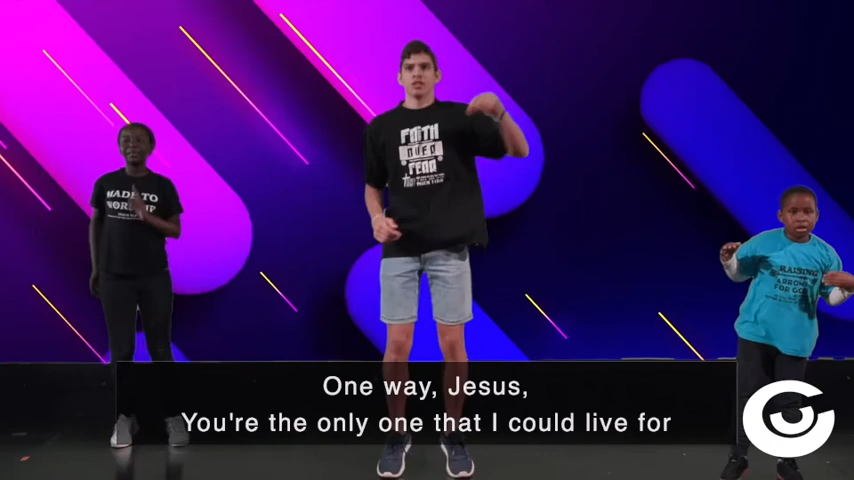 FAITH
OVER
FEAR
MADE TO
WORSHIP
RAISING
ARROWS
FOR GOD
One way, Jesus,
You're the only one that I could live for